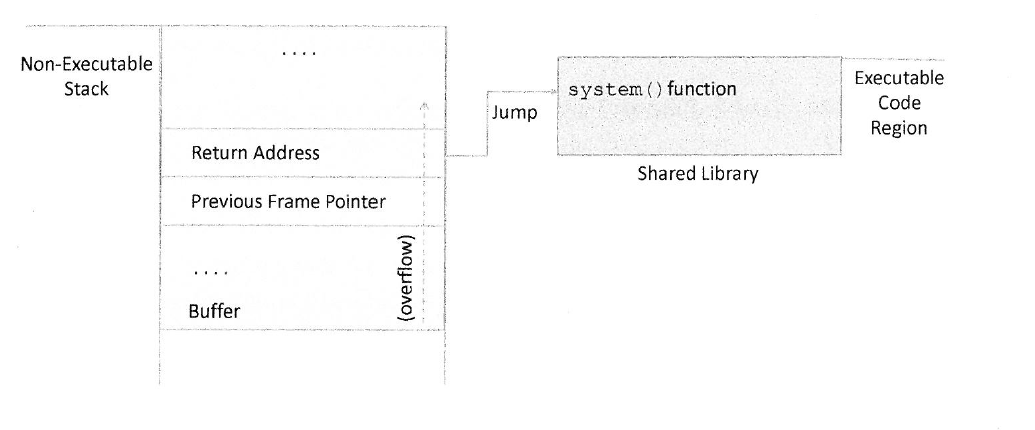 ....
Non-Executable
Stack
system() function
Executable
Code
Region
Jump
Return Address
Shared Library
Previous Frame Pointer
(overflow)
....
Buffer